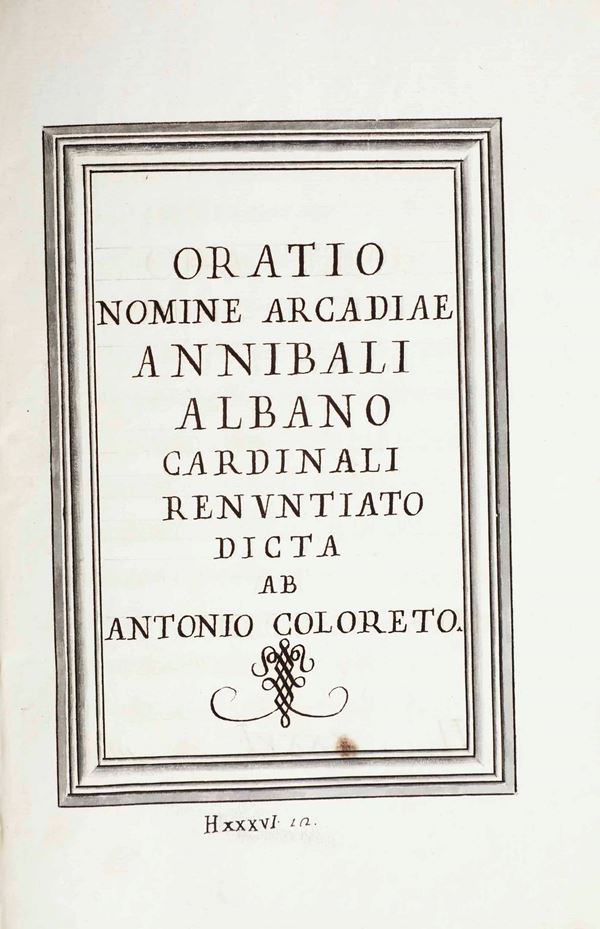 ORATIO
NOMINE ARCADIAE
ANNIBALI
ALBANO
CARDINALI
RENVNTIATO
DICTA
AB
ANTONIO COLORETO.
HXXXVI